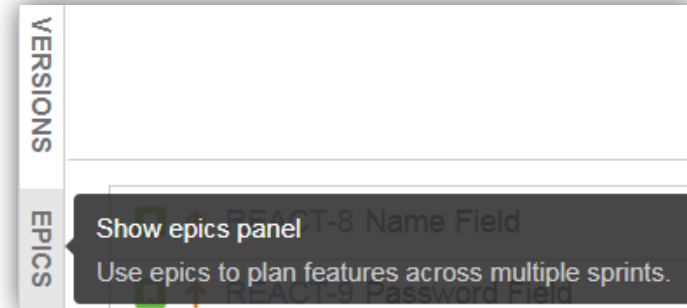 VERSIONS
EPICS
REACT-8 Name Field
Show epics panel
Use epics to plan features across multiple sprints.
REACT-9 Password Field